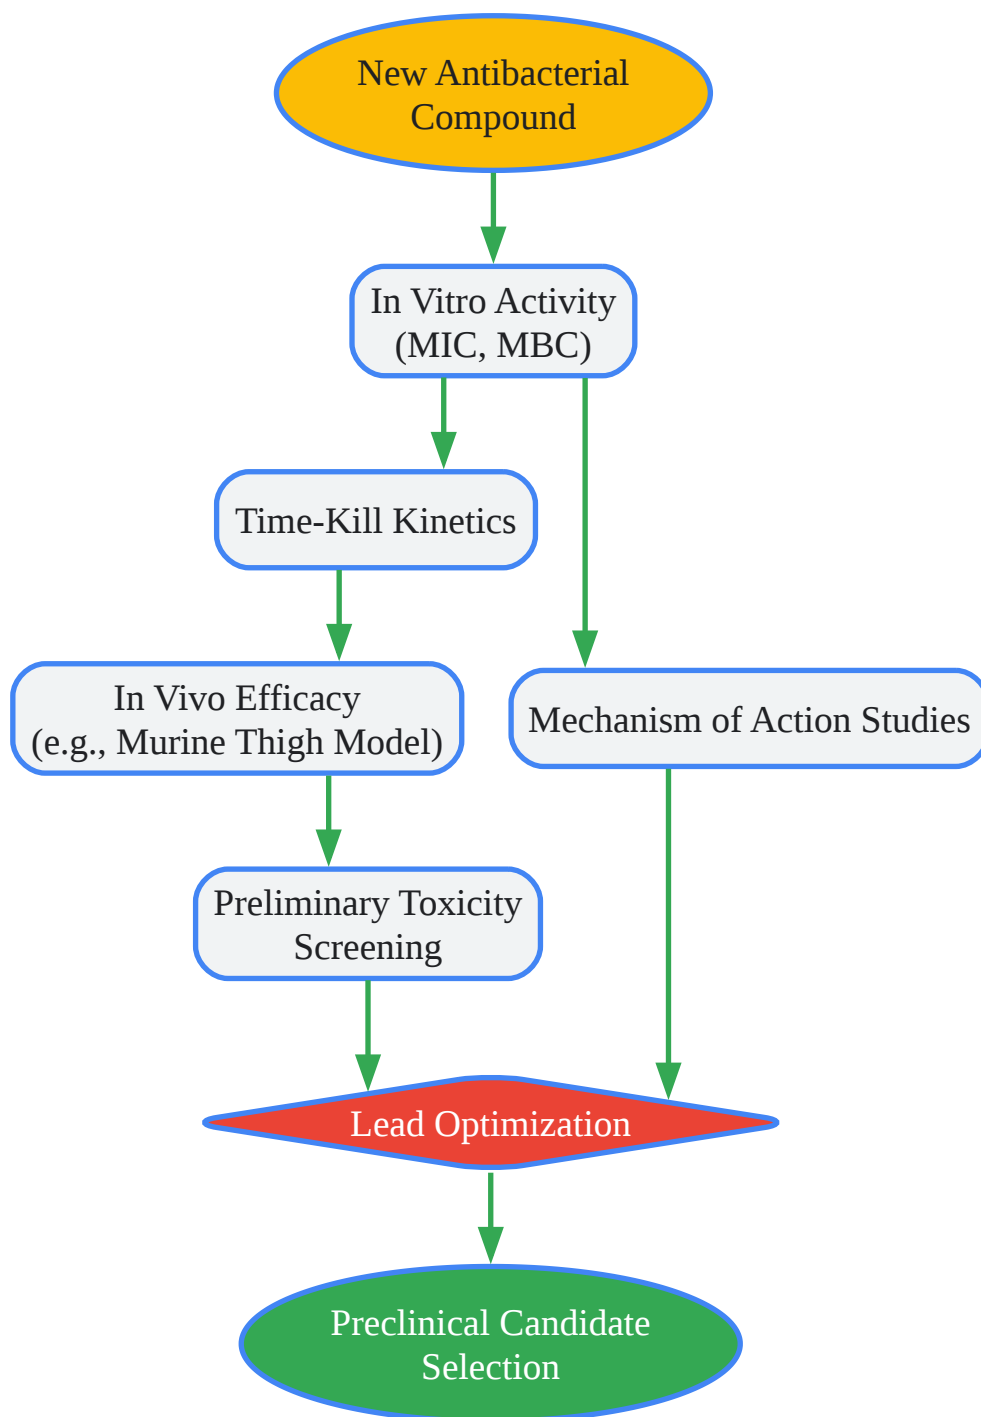 New Antibacterial
Compound
In Vitro Activity
(MIC, MBC)
Time-Kill Kinetics
In Vivo Efficacy
(e.g., Murine Thigh Model)
Mechanism of Action Studies
Preliminary Toxicity
Screening
Lead Optimization
Preclinical Candidate
Selection